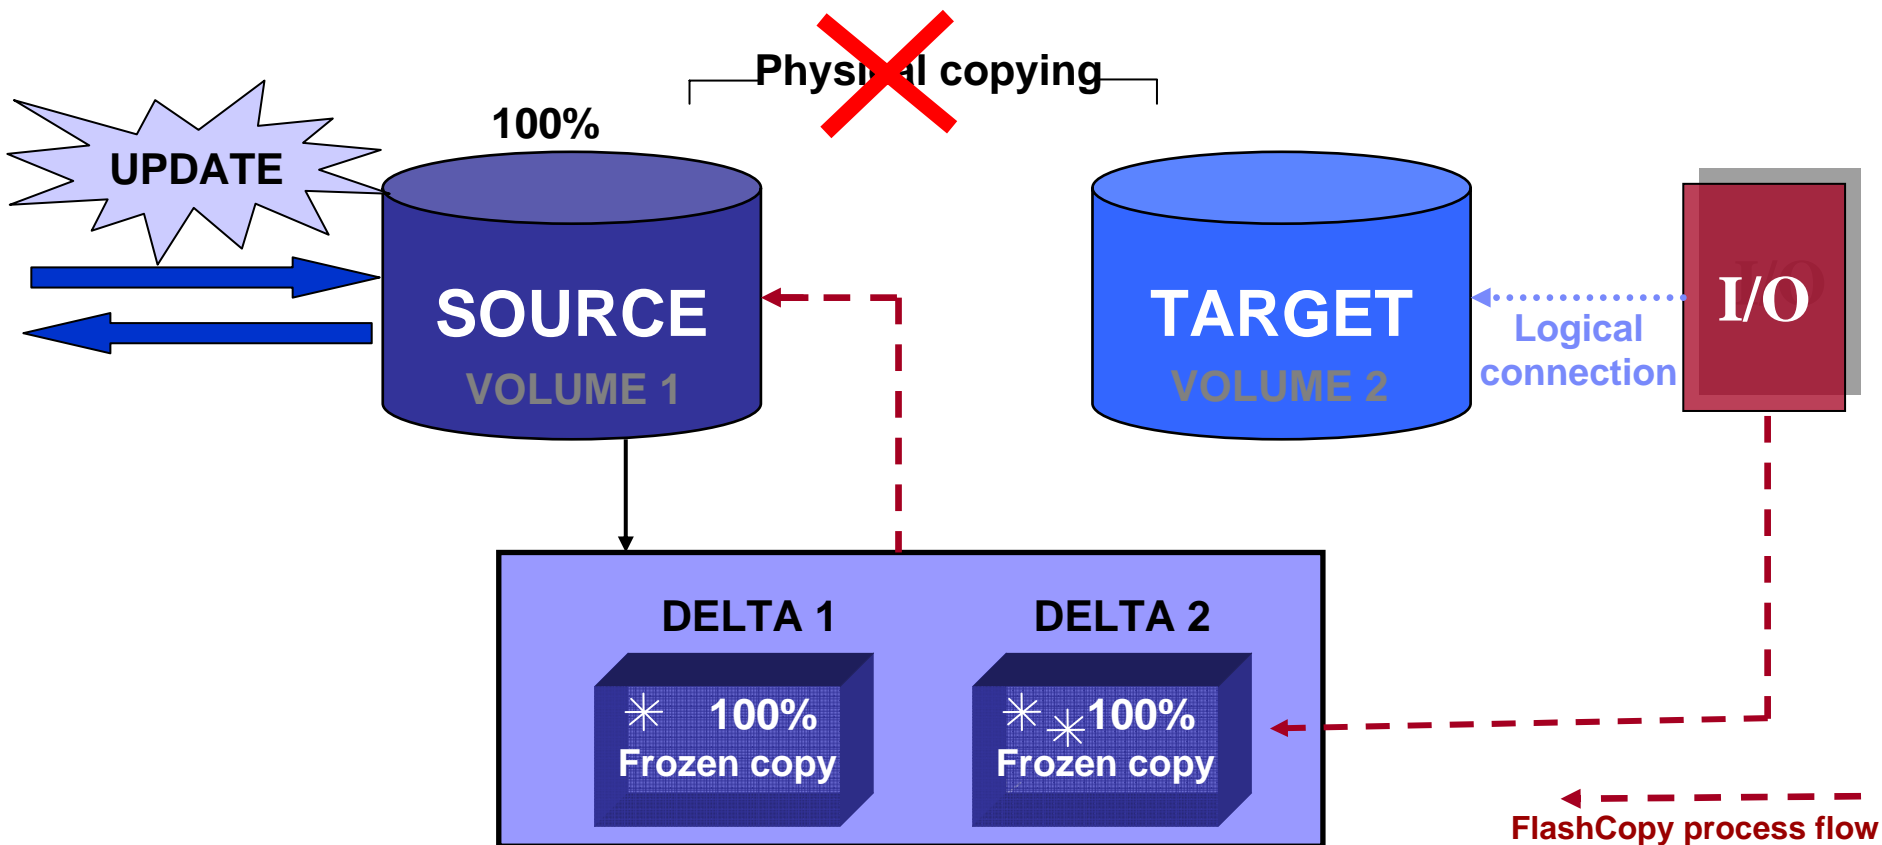 Physical copying
100%
UPDATE
SOURCE
VOLUME 1
TARGET
VOLUME 2
Logical
connection
I/O
DELTA 1
DELTA 2
100%
Frozen copy
100%
Frozen copy
FlashCopy process flow